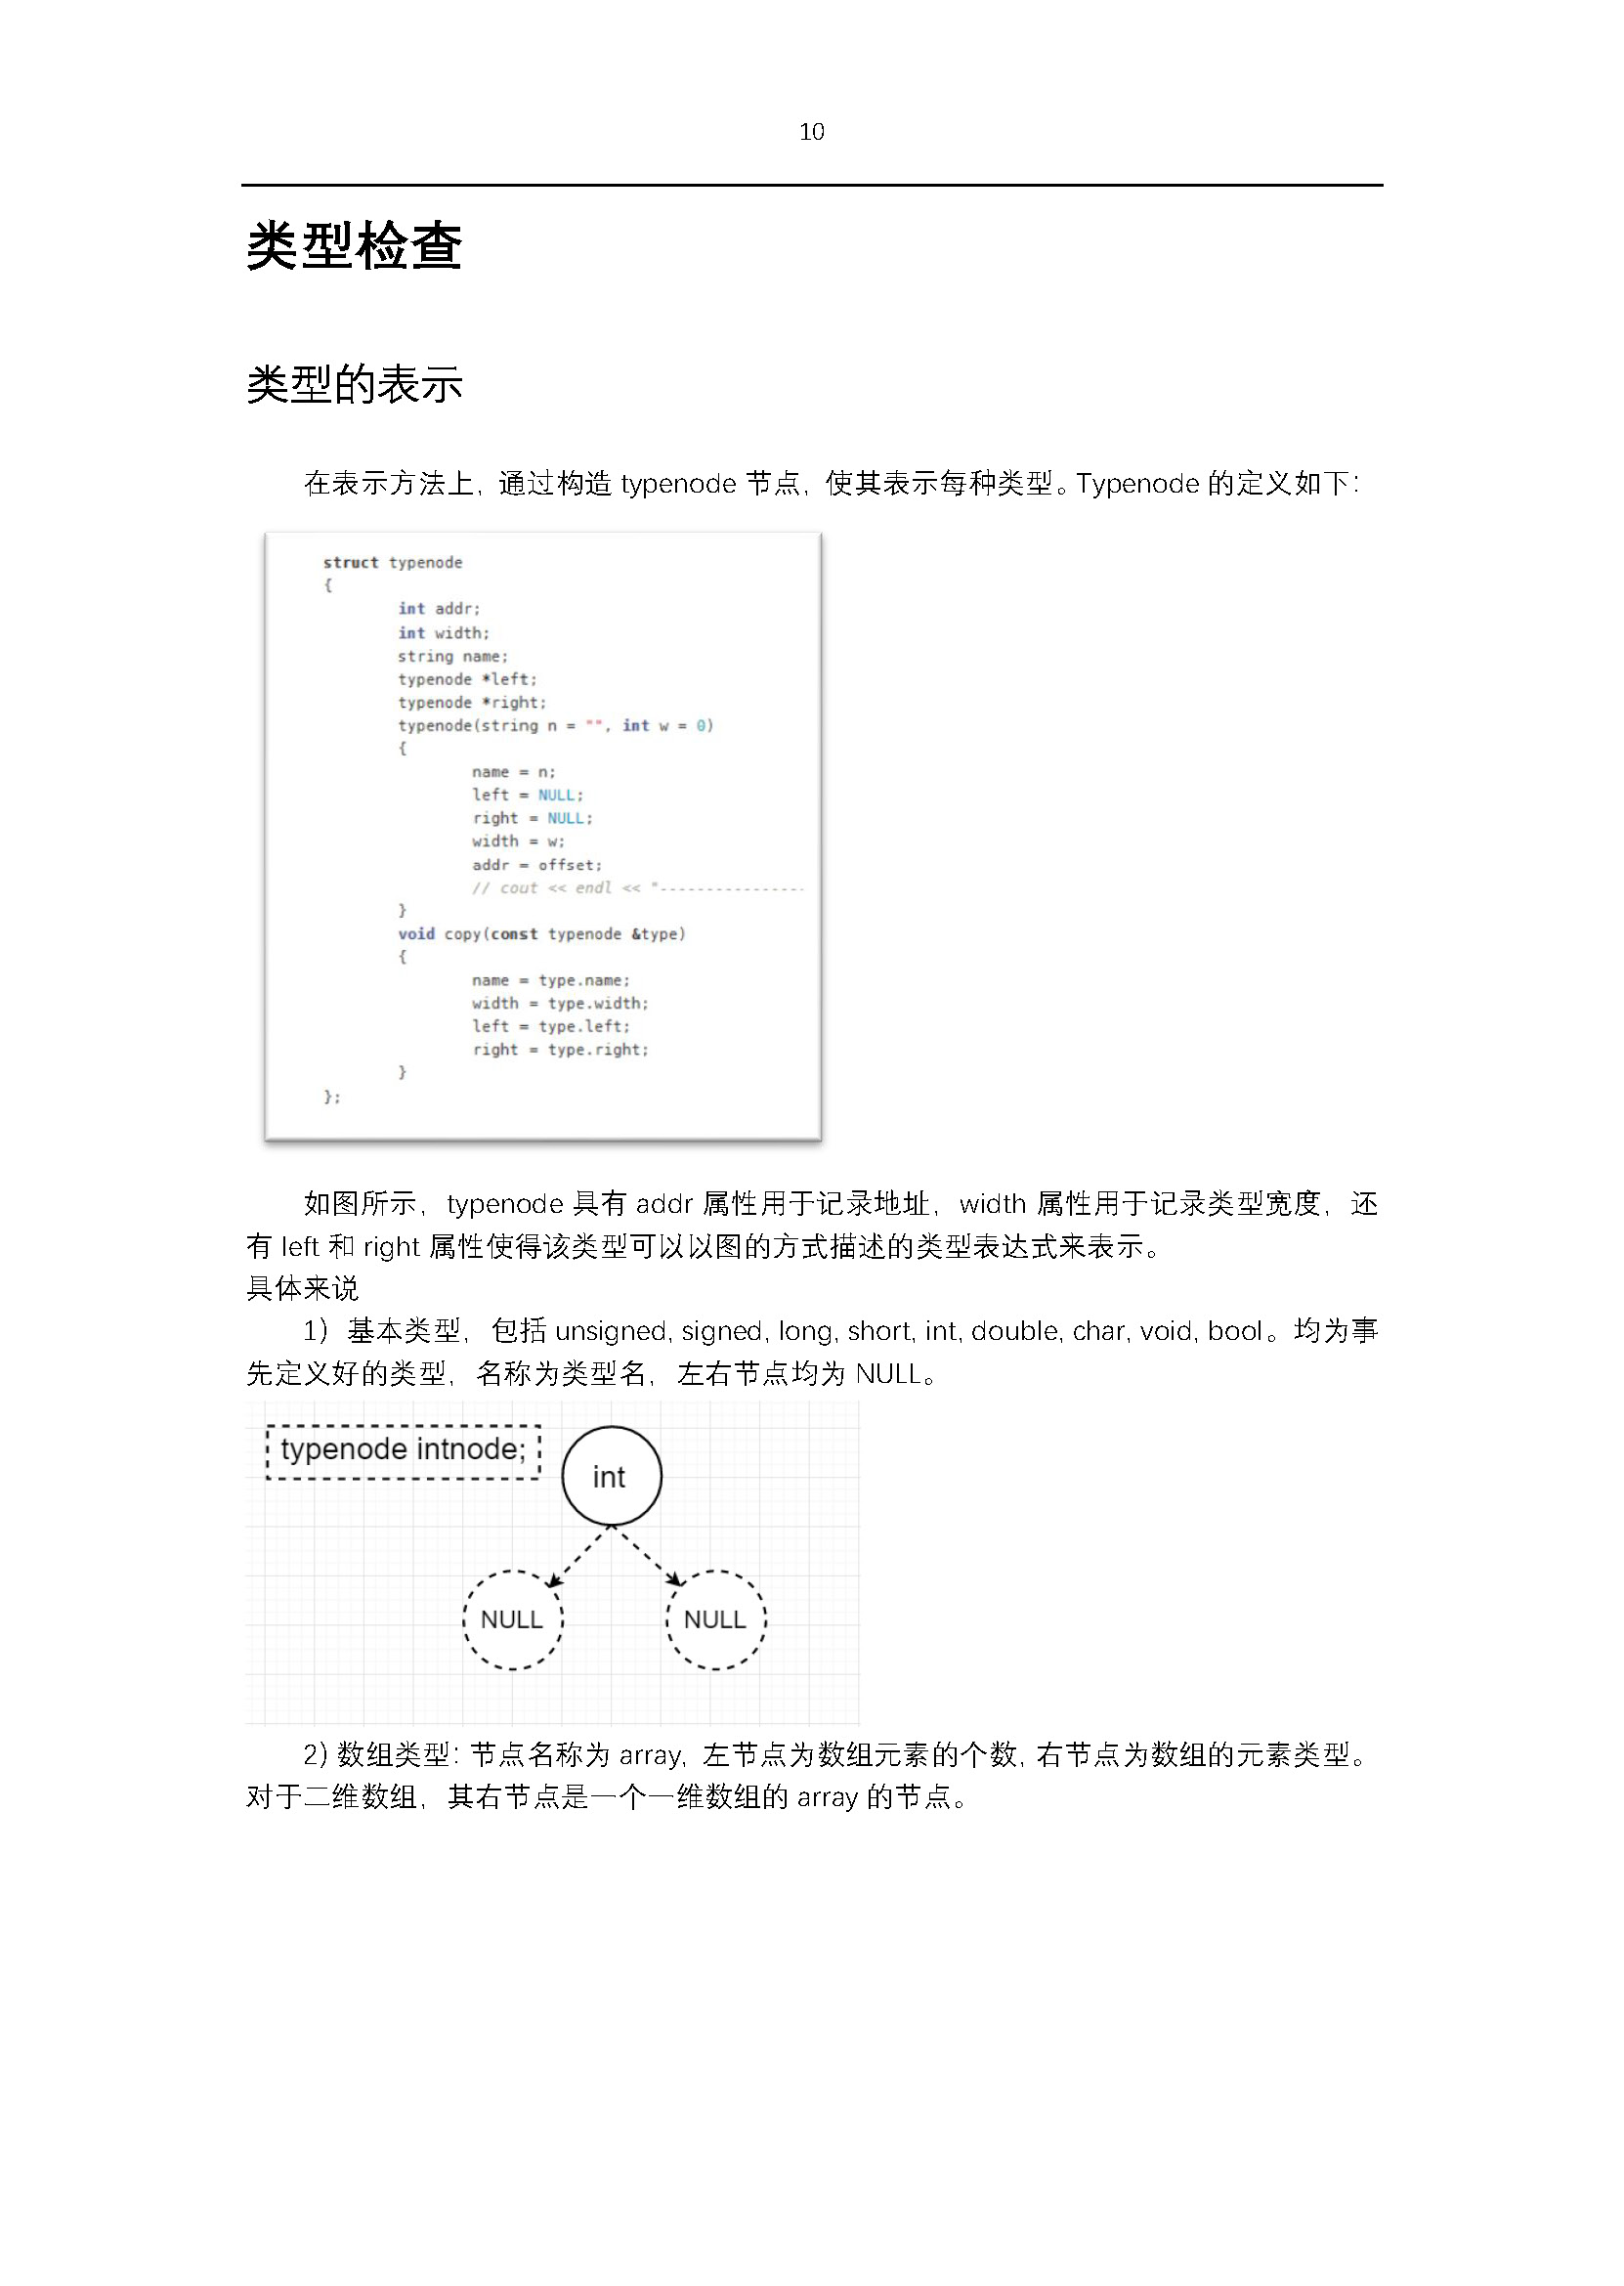 10
类型检查
类型的表示
在表示方法上，通过构造 typenode 节点，使其表示每种类型。Typenode 的定义如下：
struct typenode
{
int addr;
int width;
string name;
typenode *left;
typenode *right;
typenode(string n = "", int w = 0)
{
name = n;
left = NULL;
right = NULL;
width = w;
addr = offset;
// cout << endl << "----------------
}
void copy(const typenode &type)
{
name = type.name;
width = type.width;
left = type.left;
right = type.right;
}
};
如图所示，typenode 具有 addr 属性用于记录地址，width 属性用于记录类型宽度，还
有 left 和 right 属性使得该类型可以以图的方式描述的类型表达式来表示。
具体来说
1）基本类型，包括 unsigned, signed, long, short, int, double, char, void, bool。均为事
先定义好的类型，名称为类型名，左右节点均为 NULL。
typenode intnode;
int
NULL
NULL
2) 数组类型：节点名称为 array, 左节点为数组元素的个数, 右节点为数组的元素类型。
对于二维数组，其右节点是一个一维数组的 array 的节点。